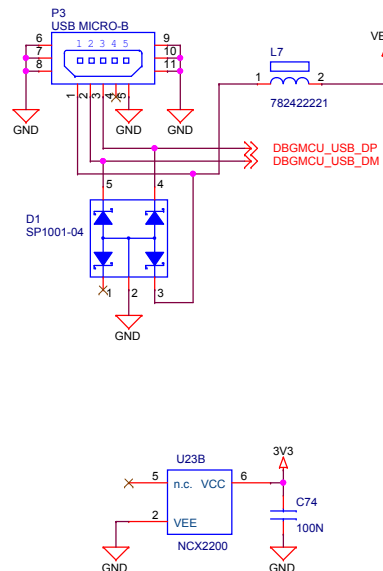 P3
USB MICRO-B
6
7
8
1 2 3 4 5
9
10
11
1
2
3
4
5
GND
GND
GND
L7
1
2
782422221
VE
DBGMCU_USB_DP
DBGMCU_USB_DM
5
4
D1
SP1001-04
1
2
3
GND
U23B
3V3
5
n.c.
VCC
6
C74
100N
2
VEE
NCX2200
GND
GND